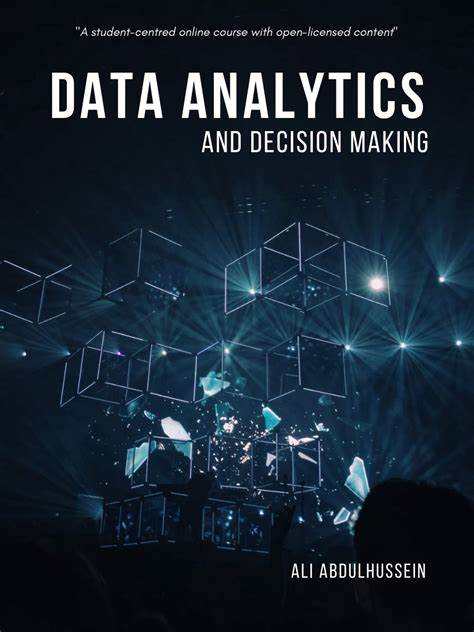 "A student-centred online course with open-licensed content"
DATA ANALYTICS
AND DECISION MAKING
ALI ABDULHUSSEIN